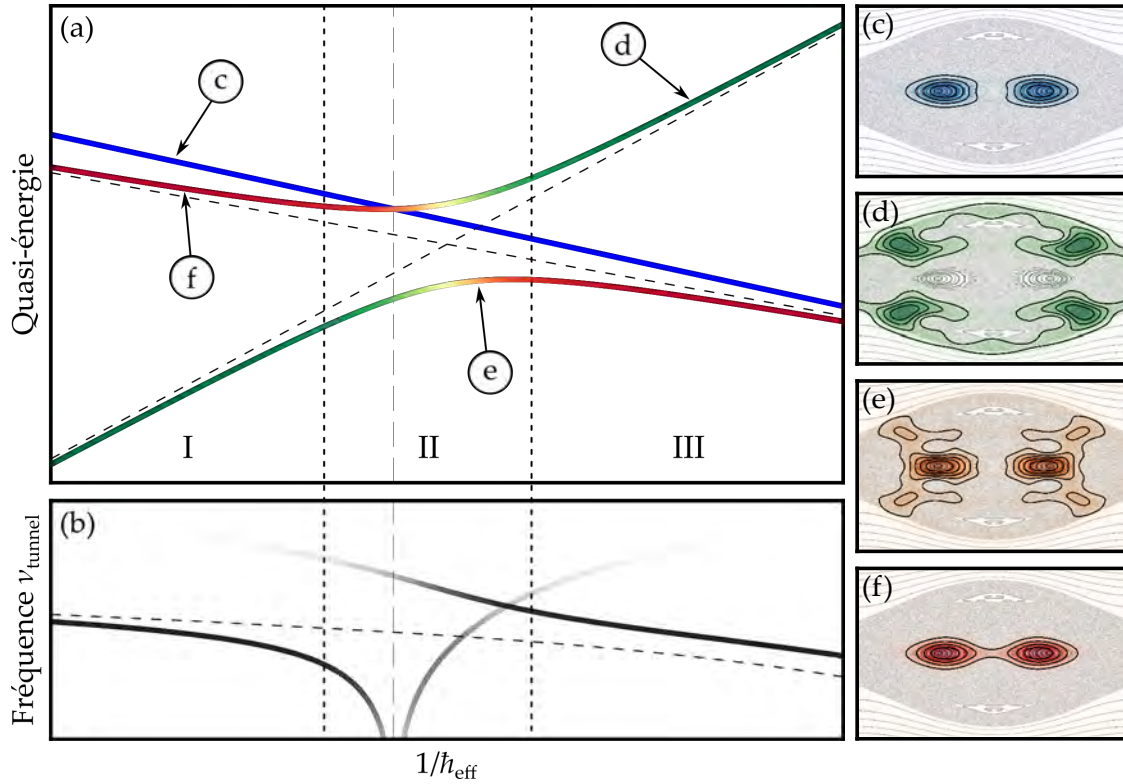 (a)
c
d
f
e
I
II
III
Quasi-énergie
(b)
Fréquence ν_tunnel
1/ħ_eff
(c)
(d)
(e)
(f)